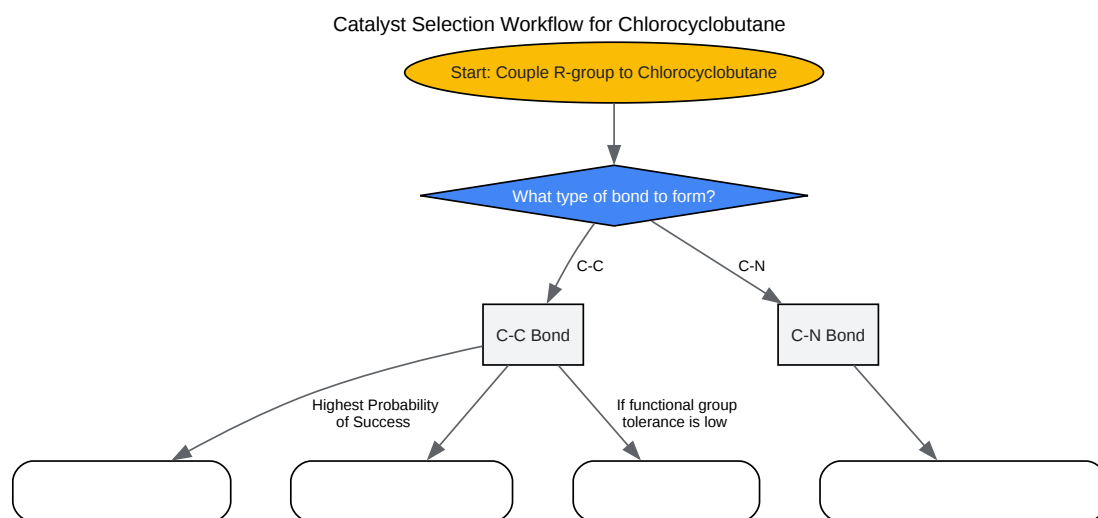 Catalyst Selection Workflow for Chlorocyclobutane
Start: Couple R-group to Chlorocyclobutane
What type of bond to form?
C-C
C-N
C-C Bond
C-N Bond
Highest Probability
of Success
If functional group
tolerance is low